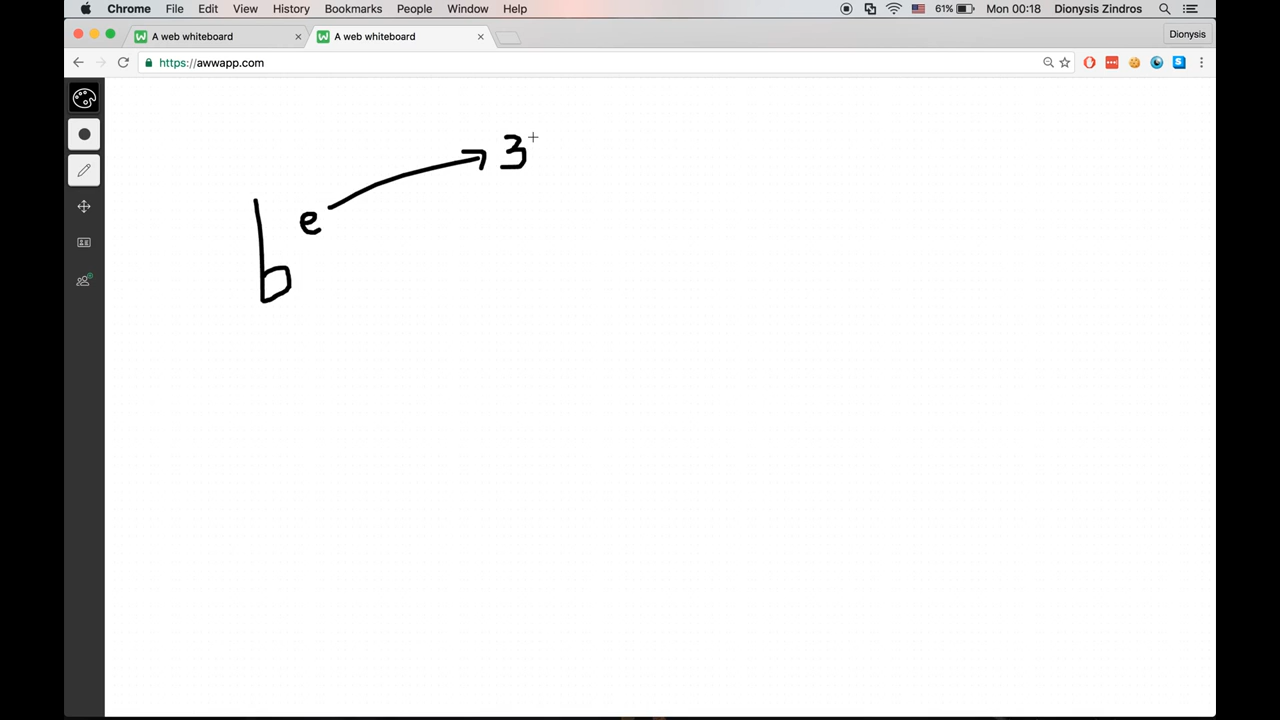 Chrome File Edit View History Bookmarks People Window Help 61% Mon 00:18 Dionysis Zindros
A web whiteboard A web whiteboard Dionysis
https://awwapp.com
3
e
b